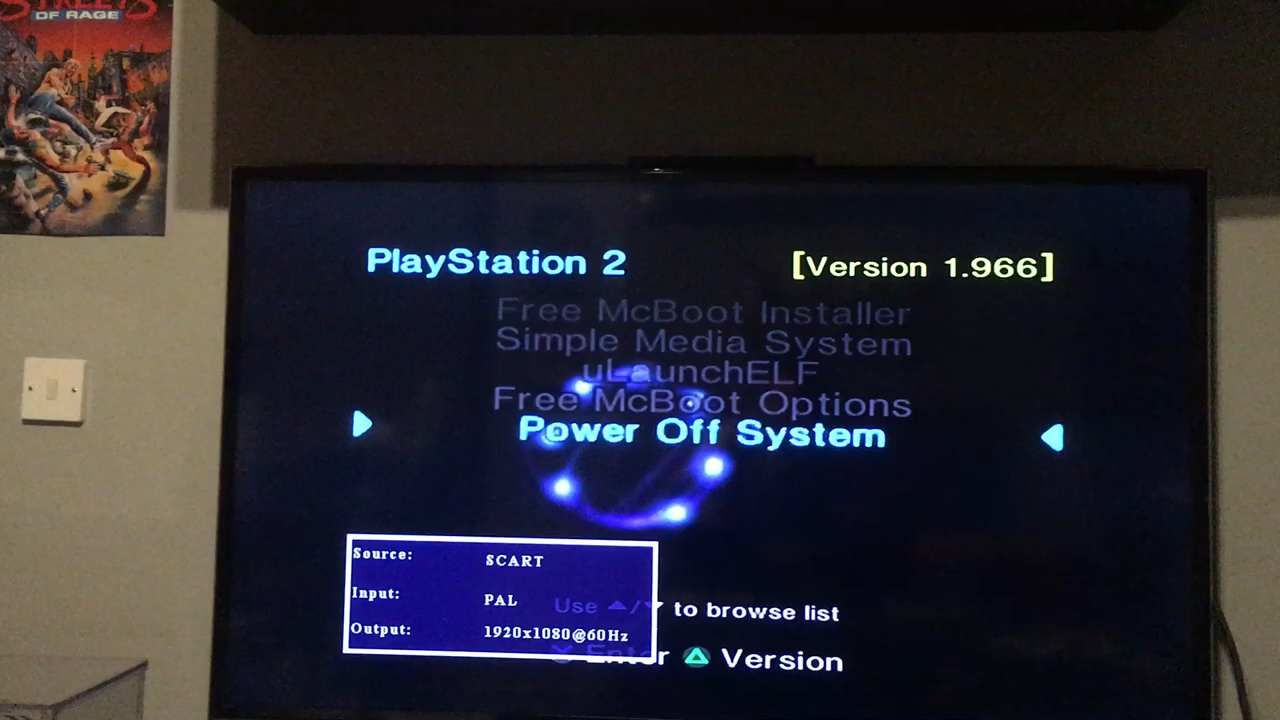 STREETS
OF RAGE
PlayStation 2
[Version 1.966]
Free McBoot Installer
Simple Media System
uLaunchELF
Free McBoot Options
Power Off System
Source: SCART
Input: PAL
Output: 1920x1080@60Hz
Use ▲/▼ to browse list
Enter Version